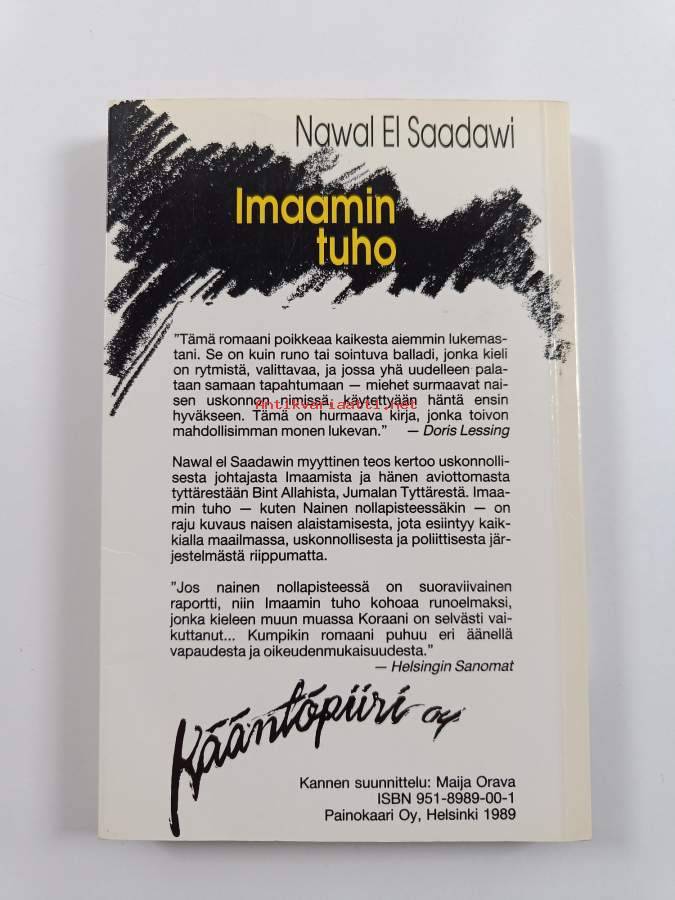 Nawal El Saadawi
Imaamin
tuho
"Tämä romaani poikkeaa kaikesta aiemmin lukemas-
tani. Se on kuin runo tai sointuva balladi, jonka kieli
on rytmistä, valittavaa, ja jossa yhä uudelleen pala-
taan samaan tapahtumaan — miehet surmaavat nai-
sen uskonnon nimissä, käytettyään häntä ensin
Antikvariaatti.net
hyväkseen. Tämä on hurmaava kirja, jonka toivon
mahdollisimman monen lukevan." — Doris Lessing
Nawal el Saadawin myyttinen teos kertoo uskonnolli-
sesta johtajasta Imaamista ja hänen aviottomasta
tyttärestään Bint Allahista, Jumalan Tyttärestä. Imaa-
min tuho — kuten Nainen nollapisteessäkin — on
raju kuvaus naisen alaistamisesta, jota esiintyy kaik-
kialla maailmassa, uskonnollisesta ja poliittisesta jär-
jestelmästä riippumatta.
"Jos nainen nollapisteessä on suoraviivainen
raportti, niin Imaamin tuho kohoaa runoelmaksi,
jonka kieleen muun muassa Koraani on selvästi vai-
kuttanut... Kumpikin romaani puhuu eri äänellä
vapaudesta ja oikeudenmukaisuudesta."
— Helsingin Sanomat
Kääntöpiiri oy
Kannen suunnittelu: Maija Orava
ISBN 951-8989-00-1
Painokaari Oy, Helsinki 1989